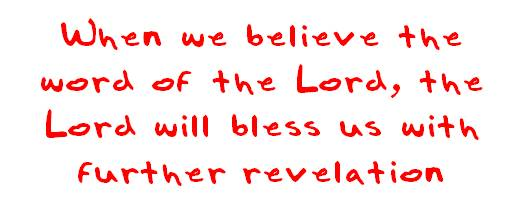 When we believe the
word of the Lord, the
Lord will bless us with
further revelation